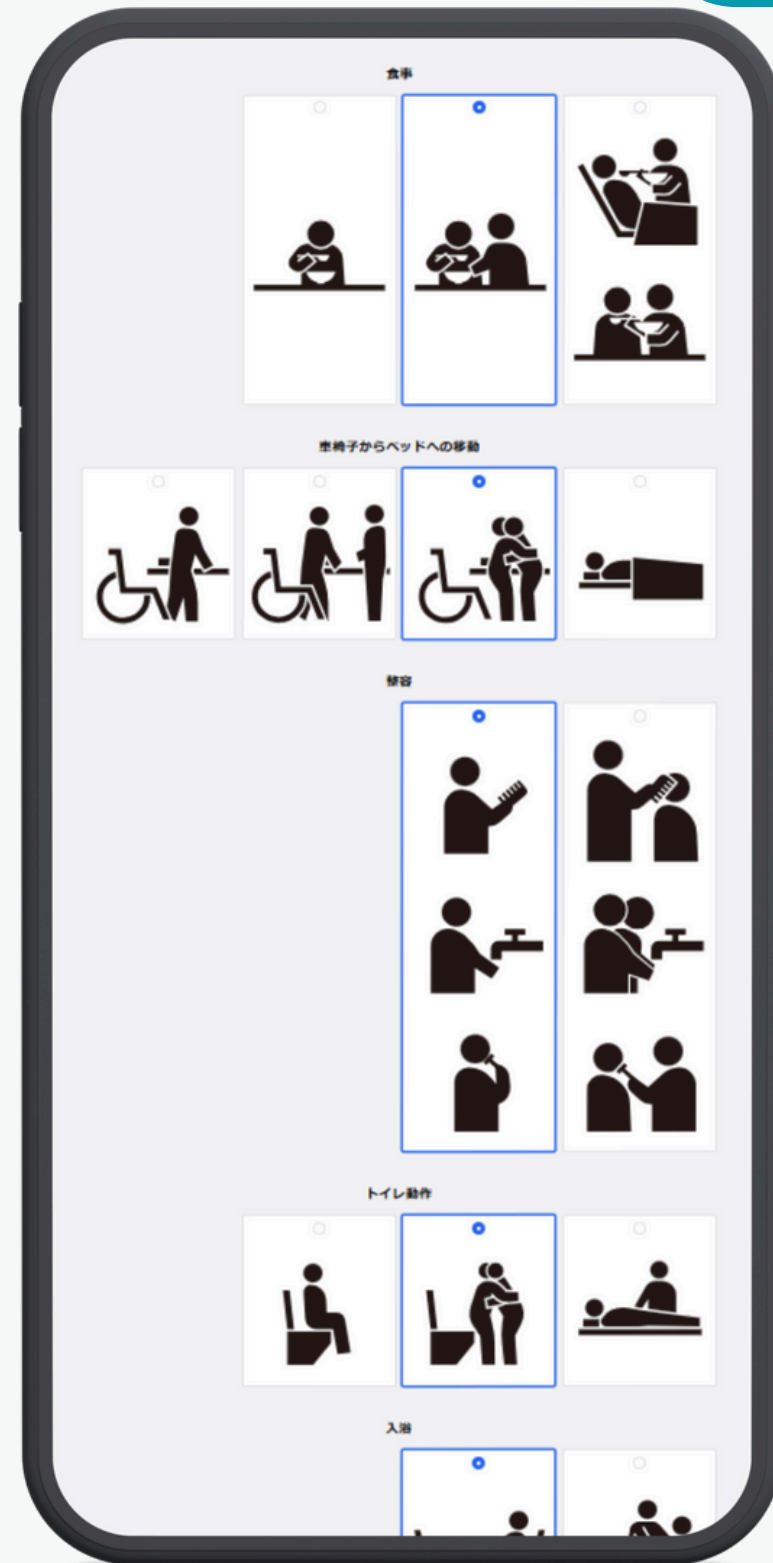 食事
車椅子からベッドへの移動
整容
トイレ動作
入浴